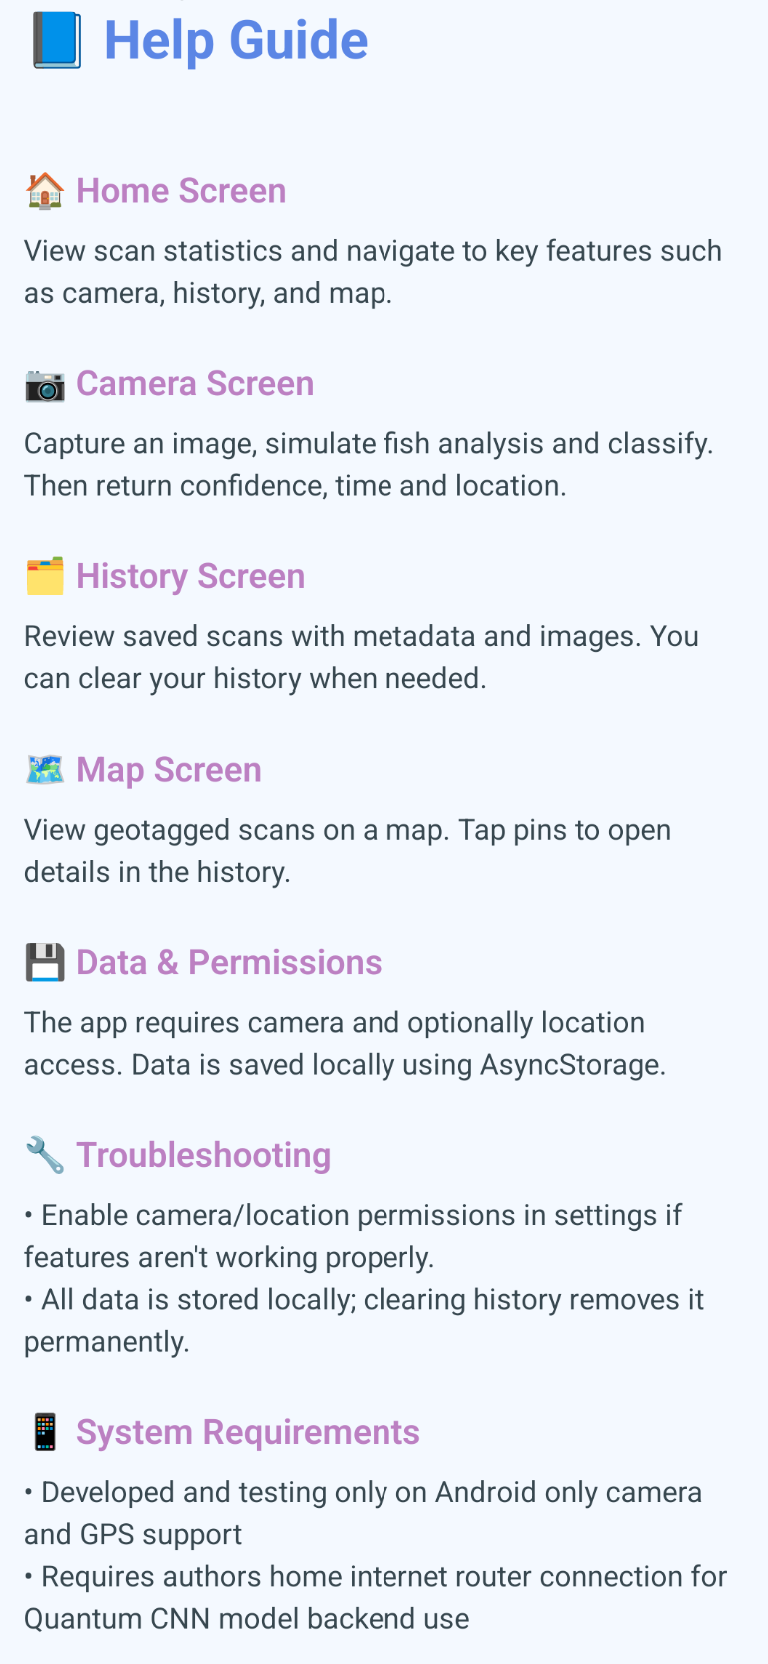 Help Guide
Home Screen
View scan statistics and navigate to key features such
as camera, history, and map.
Camera Screen
Capture an image, simulate fish analysis and classify.
Then return confidence, time and location.
History Screen
Review saved scans with metadata and images. You
can clear your history when needed.
Map Screen
View geotagged scans on a map. Tap pins to open
details in the history.
Data & Permissions
The app requires camera and optionally location
access. Data is saved locally using AsyncStorage.
Troubleshooting
• Enable camera/location permissions in settings if
features aren't working properly.
• All data is stored locally; clearing history removes it
permanently.
System Requirements
• Developed and testing only on Android only camera
and GPS support
• Requires authors home internet router connection for
Quantum CNN model backend use